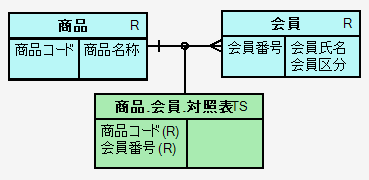 商品 R
商品コード 商品名称
会員 R
会員番号 会員氏名
会員区分
商品.会員.対照表TS
商品コード(R)
会員番号(R)